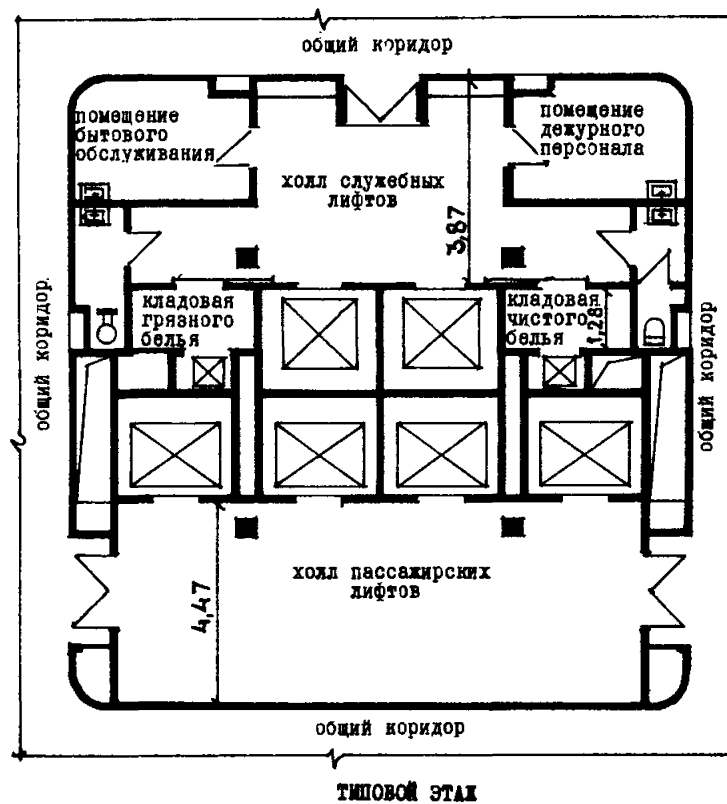 общий коридор
помещение
бытового
обслуживания
помещение
дежурного
персонала
холл служебных
лифтов
3,87
кладовая
грязного
белья
кладовая
чистого
белья
1,28
общий коридор
общий коридор
холл пассажирских
лифтов
4,47
общий коридор
ТИПОВОЙ ЭТАЖ